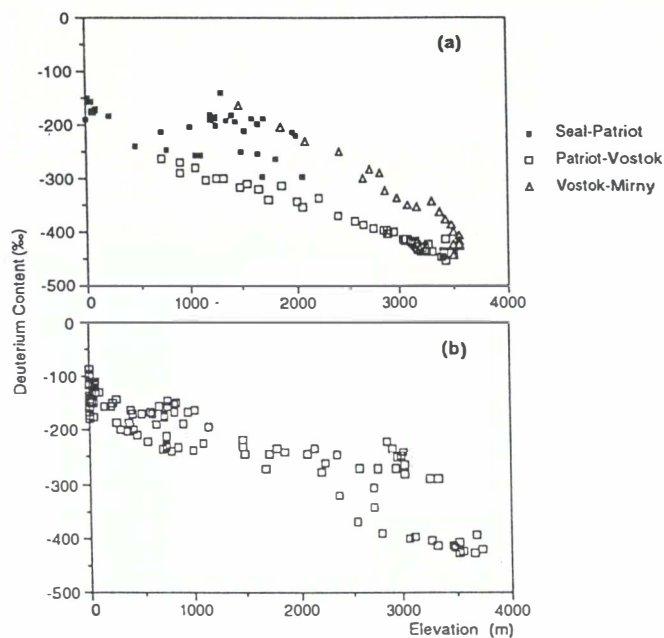 0
-100
-200
-300
-400
-500
0 1000 2000 3000 4000
(a)
Seal-Patriot
Patriot-Vostok
Vostok-Mirny
Deuterium Content (‰)
0
-100
-200
-300
-400
-500
0 1000 2000 3000 4000
(b)
Elevation (m)